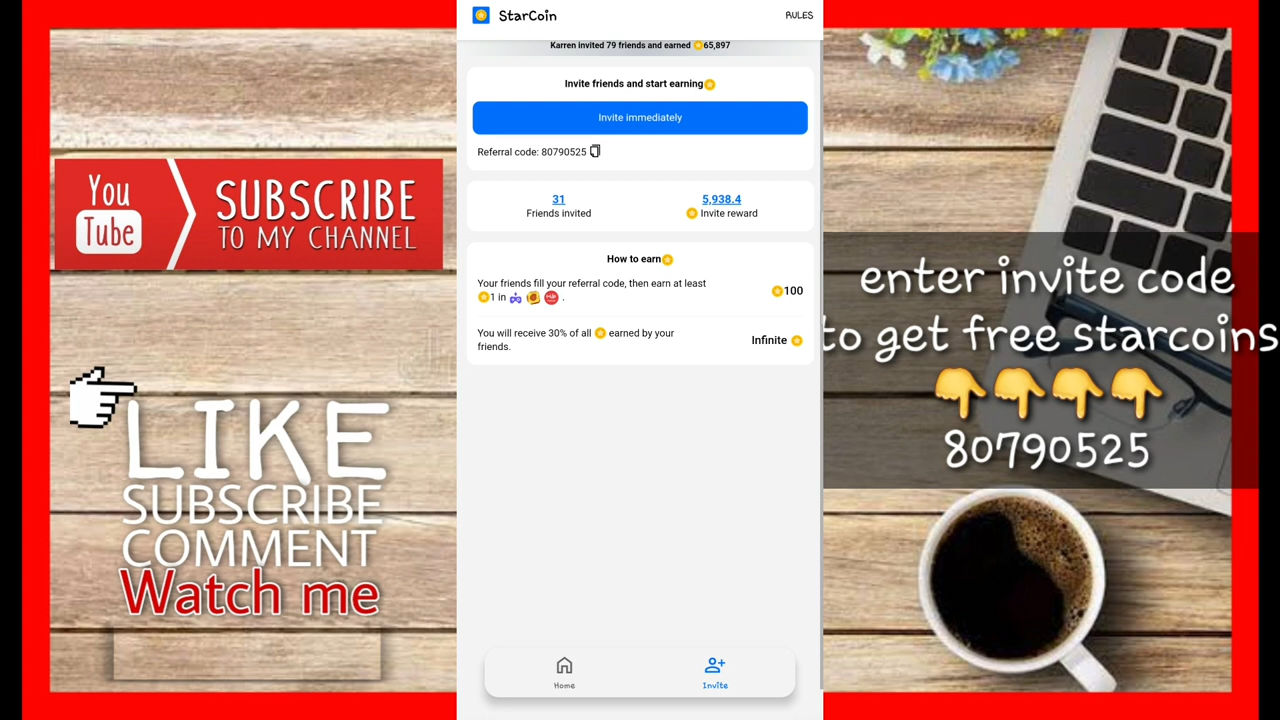 You
Tube
SUBSCRIBE
TO MY CHANNEL
LIKE
SUBSCRIBE
COMMENT
Watch me
StarCoin
RULES
Karren invited 79 friends and earned 65,897
Invite friends and start earning
Invite immediately
Referral code: 80790525
31
Friends invited
5,938.4
Invite reward
How to earn
Your friends fill your referral code, then earn at least
1 in .
100
You will receive 30% of all earned by your
friends.
Infinite
Home
Invite
enter invite code
to get free starcoins
👇👇👇👇
80790525